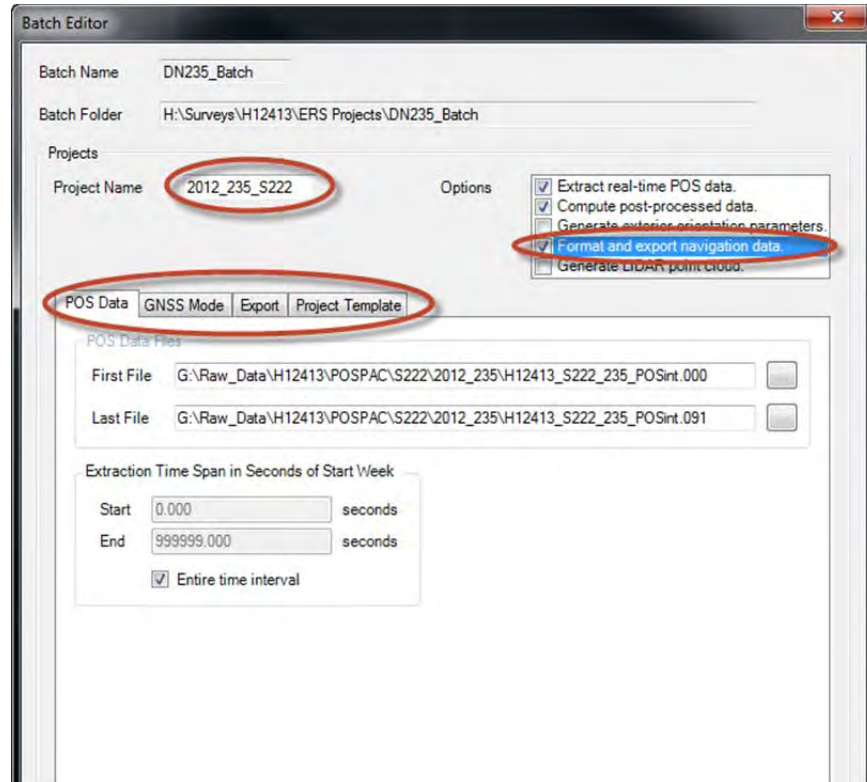 Batch Editor
Batch Name DN235_Batch
Batch Folder H:\Surveys\H12413\ERS Projects\DN235_Batch
Projects
Project Name 2012_235_S222
Options
Extract real-time POS data.
Compute post-processed data.
Generate exterior orientation parameters.
Format and export navigation data.
Generate LIDAR point cloud.
POS Data GNSS Mode Export Project Template
POS Data Files
First File G:\Raw_Data\H12413\POSPAC\S222\2012_235\H12413_S222_235_POSint.000 ...
Last File G:\Raw_Data\H12413\POSPAC\S222\2012_235\H12413_S222_235_POSint.091 ...
Extraction Time Span in Seconds of Start Week
Start 0.000 seconds
End 999999.000 seconds
Entire time interval